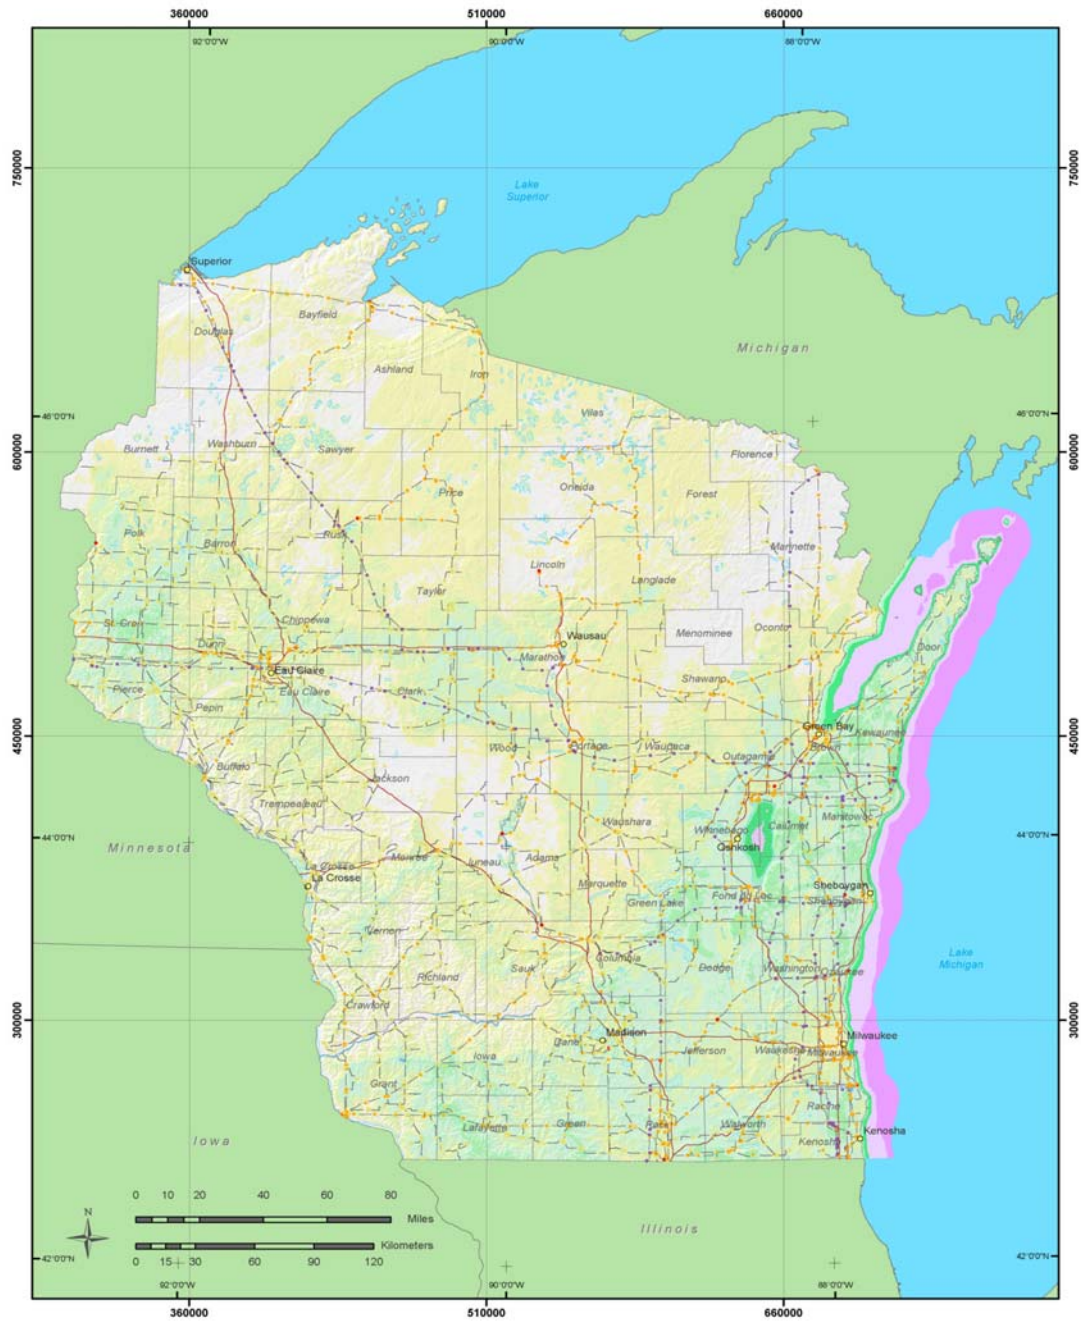 360000
510000
660000
92°0'0"W
90°0'0"W
88°0'0"W
750000
750000
Lake
Superior
Superior
Bayfield
Douglas
Michigan
Ashland
Iron
46°0'0"N
46°0'0"N
Vilas
Burnett
Washburn
Sawyer
Florence
600000
600000
Oneida
Price
Forest
Polk
Barron
Rusk
Marinette
Lincoln
Langlade
Taylor
St. Croix
Chippewa
Menominee
Oconto
Dunn
Wausau
Door
Marathon
Eau Claire
Shawano
Pierce
Eau Claire
Clark
Pepin
Green Bay
450000
450000
Kewaunee
Wood
Portage
Waupaca
Brown
Outagamie
Buffalo
Jackson
Trempealeau
Waushara
Manitowoc
Winnebago
Calumet
44°0'0"N
44°0'0"N
Minnesota
Oshkosh
Monroe
Juneau
Adams
La Crosse
La Crosse
Marquette
Sheboygan
Green Lake
Fond du Lac
Sheboygan
Vernon
Columbia
Lake
Michigan
Sauk
Dodge
Washington
Ozaukee
Richland
Crawford
300000
300000
Madison
Milwaukee
Dane
Iowa
Jefferson
Waukesha
Milwaukee
Grant
Racine
Lafayette
Green
Rock
Walworth
Kenosha
Kenosha
Iowa
0 10 20 40 60 80
N
Miles
Illinois
Kilometers
0 15 30 60 90 120
42°0'0"N
42°0'0"N
92°0'0"W
90°0'0"W
88°0'0"W
360000
510000
660000